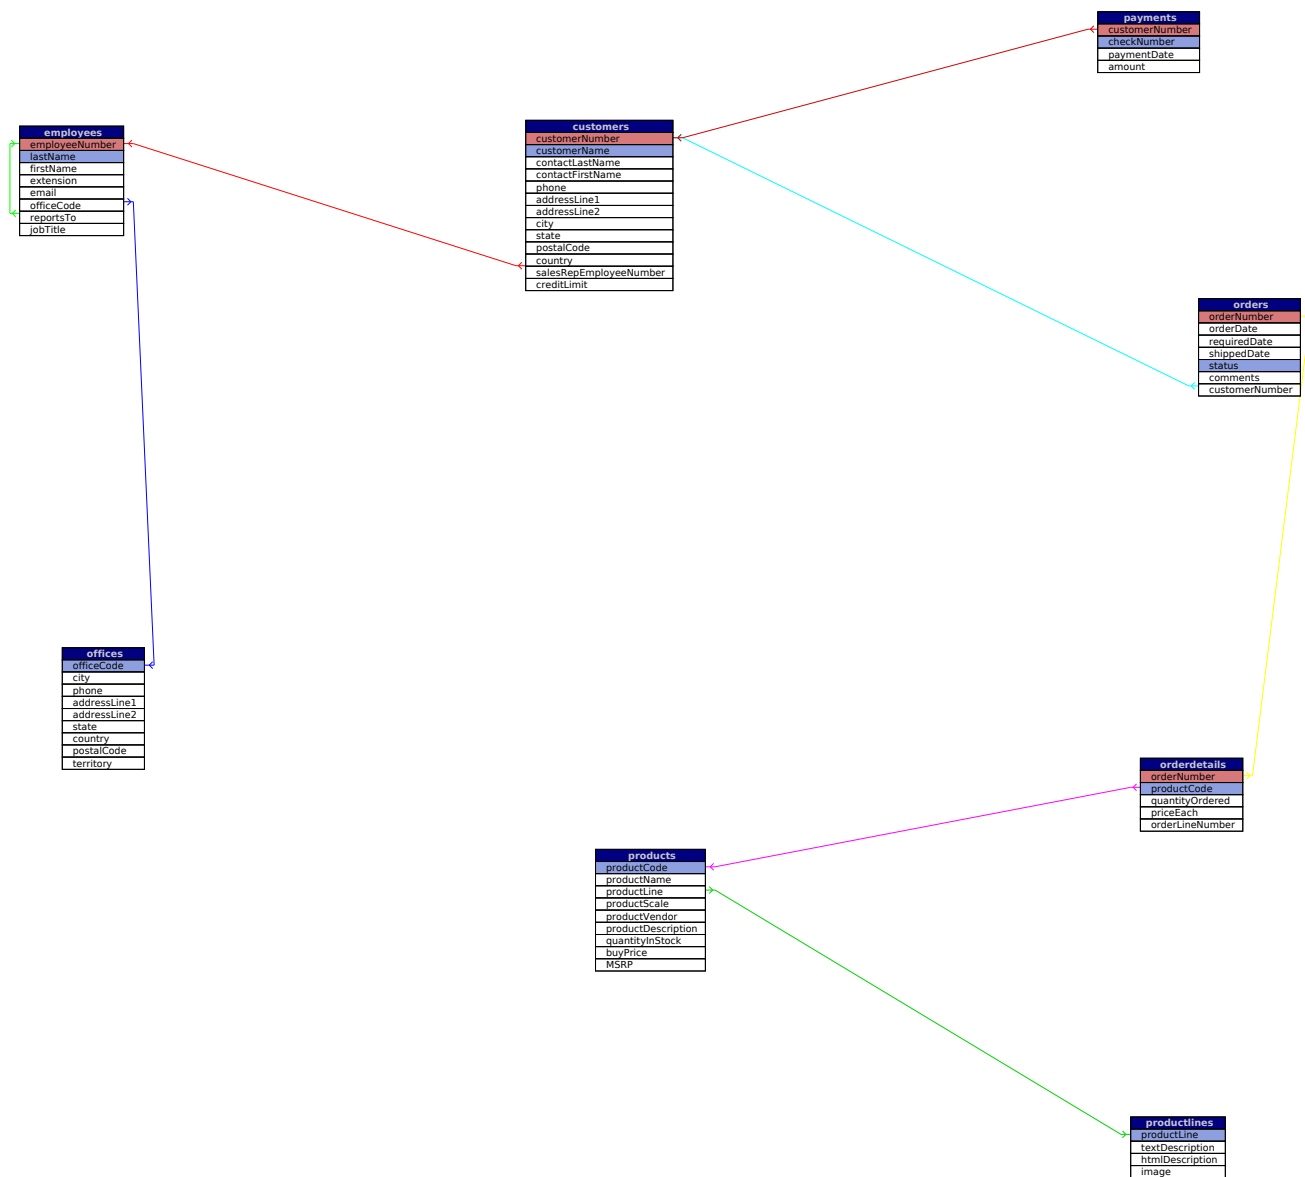 payments
customerNumber
checkNumber
paymentDate
amount
employees
employeeNumber
lastName
firstName
extension
email
officeCode
reportsTo
jobTitle
customers
customerNumber
customerName
contactLastName
contactFirstName
phone
addressLine1
addressLine2
city
state
postalCode
country
salesRepEmployeeNumber
creditLimit
orders
orderNumber
orderDate
requiredDate
shippedDate
status
comments
customerNumber
offices
officeCode
city
phone
addressLine1
addressLine2
state
country
postalCode
territory
orderdetails
orderNumber
productCode
quantityOrdered
priceEach
orderLineNumber
products
productCode
productName
productLine
productScale
productVendor
productDescription
quantityInStock
buyPrice
MSRP
productlines
productLine
textDescription
htmlDescription
image